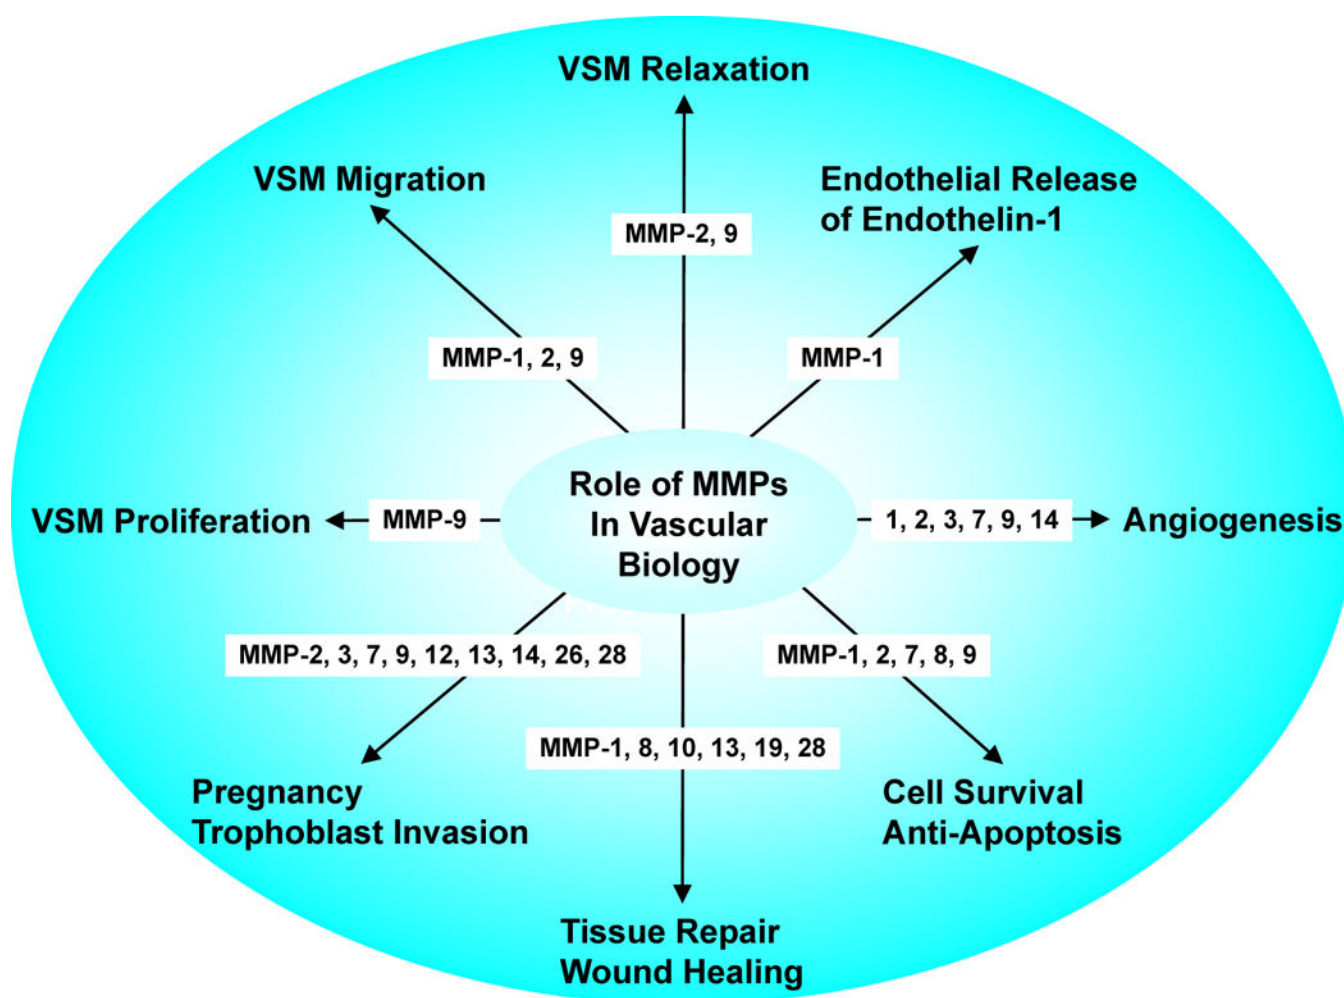 VSM Relaxation
VSM Migration
Endothelial Release
of Endothelin-1
MMP-2, 9
MMP-1, 2, 9
MMP-1
Role of MMPs
In Vascular
Biology
VSM Proliferation
MMP-9
1, 2, 3, 7, 9, 14
Angiogenesis
MMP-2, 3, 7, 9, 12, 13, 14, 26, 28
MMP-1, 2, 7, 8, 9
MMP-1, 8, 10, 13, 19, 28
Pregnancy
Trophoblast Invasion
Cell Survival
Anti-Apoptosis
Tissue Repair
Wound Healing